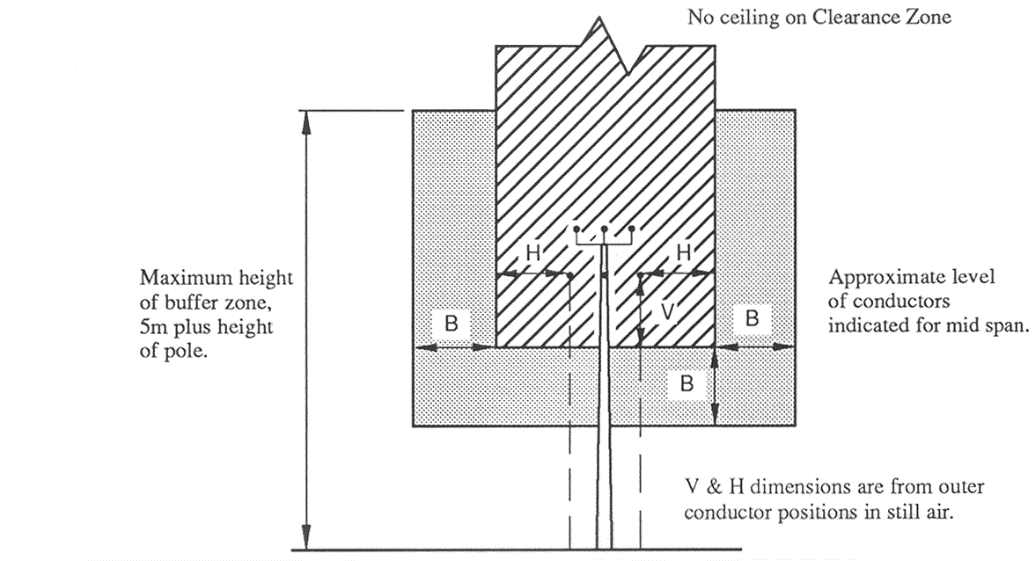 No ceiling on Clearance Zone
H
H
Maximum height
of buffer zone,
5m plus height
of pole.
Approximate level
of conductors
indicated for mid span.
B
V
B
B
V & H dimensions are from outer
conductor positions in still air.